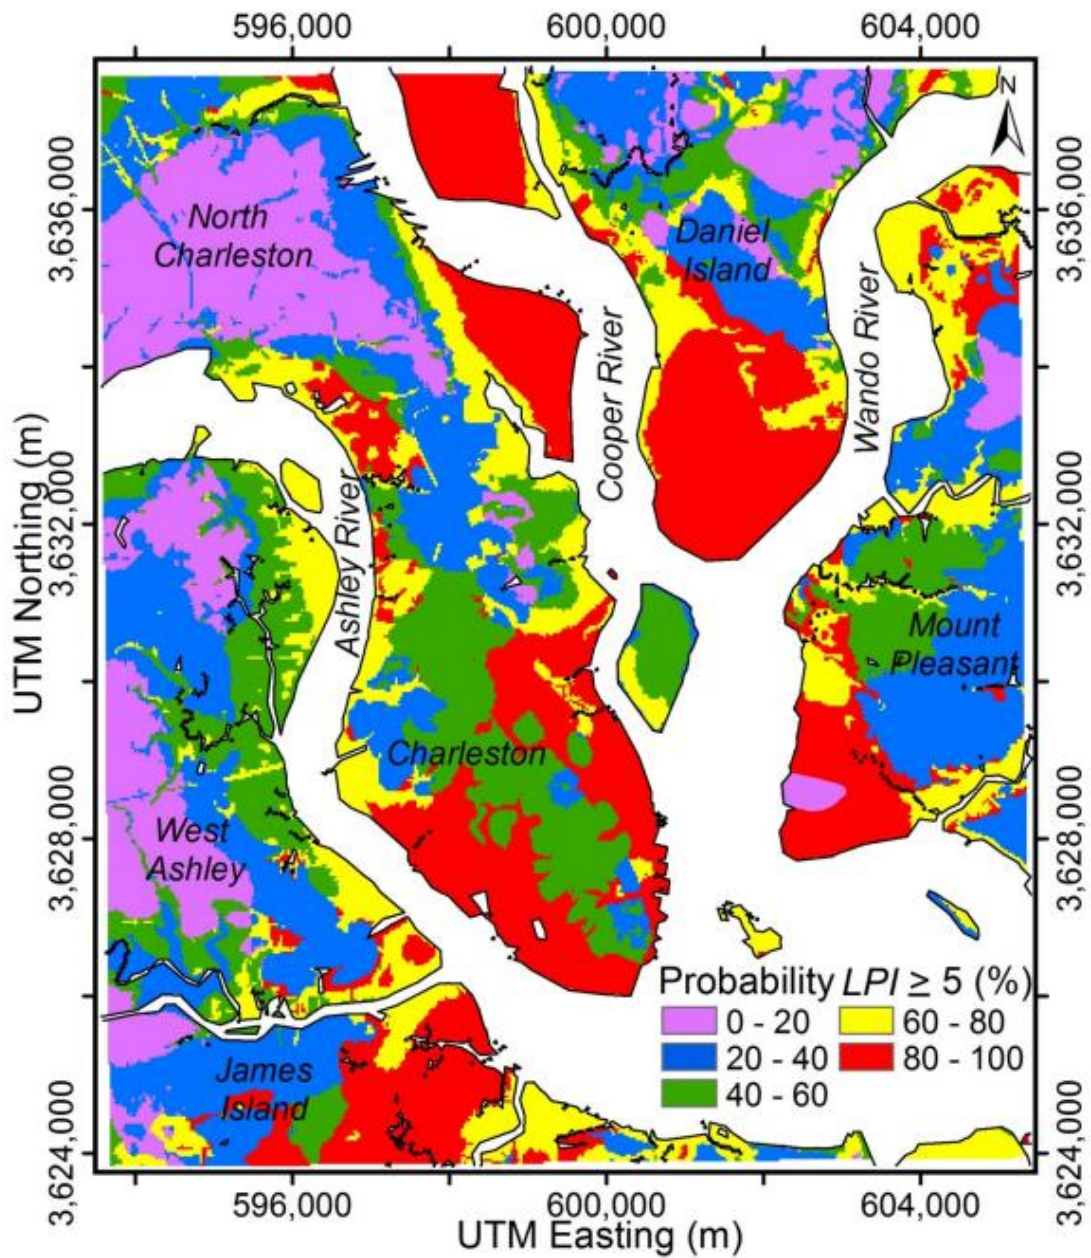 596,000 600,000 604,000
N
3,636,000
3,636,000
North
Charleston
Daniel
Island
Cooper River
Wando River
3,632,000
3,632,000
Ashley River
UTM Northing (m)
Mount
Pleasant
Charleston
3,628,000
3,628,000
West
Ashley
Probability LPI ≥ 5 (%)
0 - 20
60 - 80
20 - 40
80 - 100
40 - 60
James
Island
3,624,000
3,624,000
596,000 600,000 604,000
UTM Easting (m)